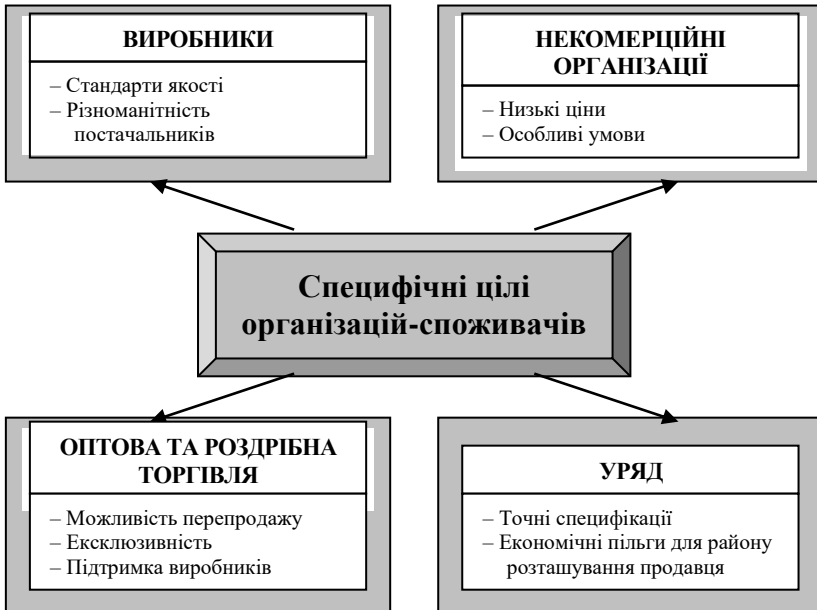 ВИРОБНИКИ
– Стандарти якості
– Різноманітність
постачальників
НЕКОМЕРЦІЙНІ
ОРГАНІЗАЦІЇ
– Низькі ціни
– Особливі умови
Специфічні цілі
організацій-споживачів
ОПТОВА ТА РОЗДРІБНА
ТОРГІВЛЯ
– Можливість перепродажу
– Ексклюзивність
– Підтримка виробників
УРЯД
– Точні специфікації
– Економічні пільги для району
розташування продавця